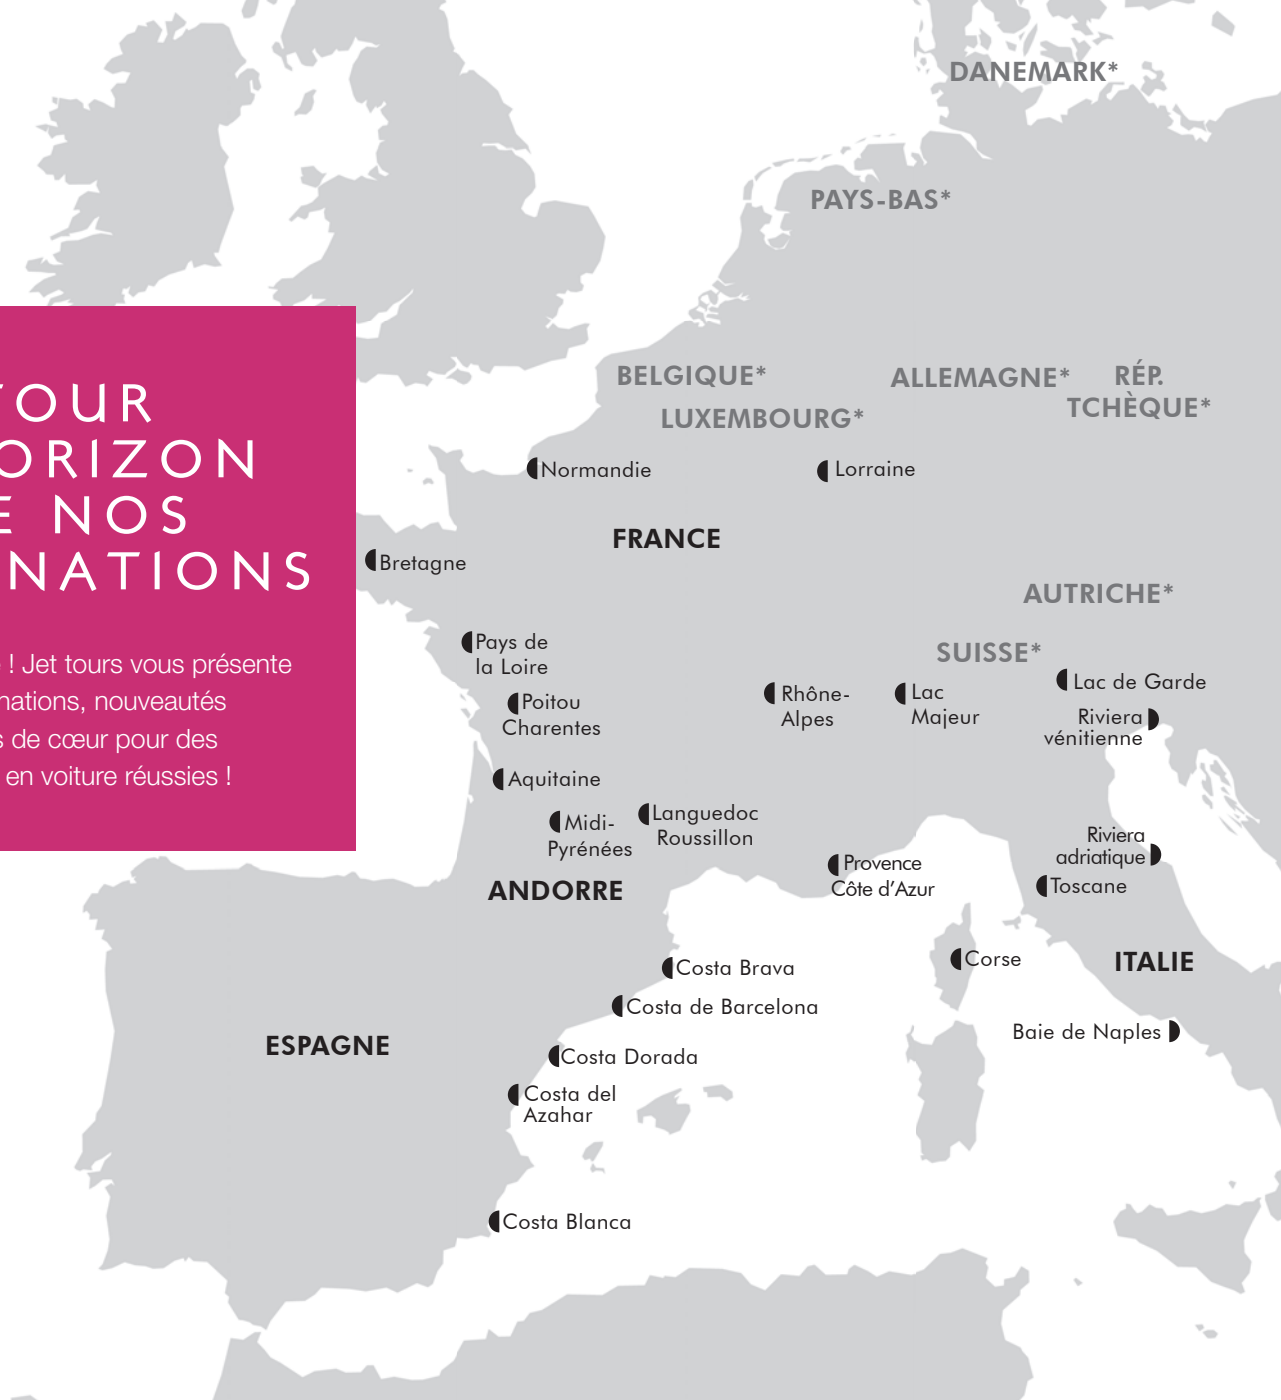 DANEMARK*
PAYS-BAS*
BELGIQUE*
ALLEMAGNE*
RÉP.
TCHÈQUE*
LUXEMBOURG*
Normandie
Lorraine
FRANCE
Bretagne
AUTRICHE*
SUISSE*
Pays de
la Loire
Poitou
Charentes
Rhône-
Alpes
Lac
Majeur
Lac de Garde
Riviera
vénitienne
Aquitaine
Midi-
Pyrénées
Languedoc
Roussillon
Riviera
adriatique
Provence
Côte d'Azur
Toscane
ANDORRE
Corse
ITALIE
Costa Brava
Costa de Barcelona
Baie de Naples
ESPAGNE
Costa Dorada
Costa del
Azahar
Costa Blanca
TOUR
ORIZON
E NOS
NATIONS
! Jet tours vous présente
nations, nouveautés
s de cœur pour des
en voiture réussies !